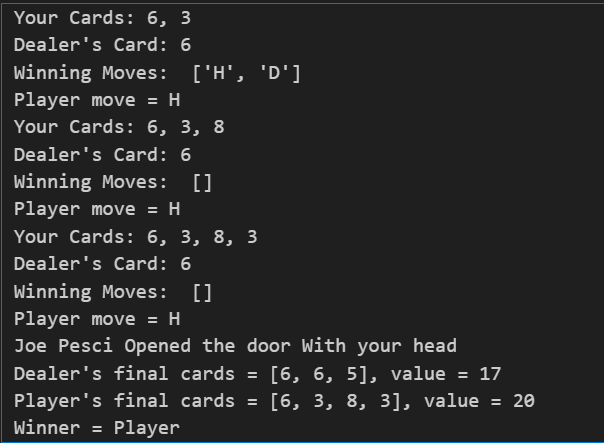 Your Cards: 6, 3
Dealer's Card: 6
Winning Moves:  ['H', 'D']
Player move = H
Your Cards: 6, 3, 8
Dealer's Card: 6
Winning Moves:  []
Player move = H
Your Cards: 6, 3, 8, 3
Dealer's Card: 6
Winning Moves:  []
Player move = H
Joe Pesci Opened the door With your head
Dealer's final cards = [6, 6, 5], value = 17
Player's final cards = [6, 3, 8, 3], value = 20
Winner = Player